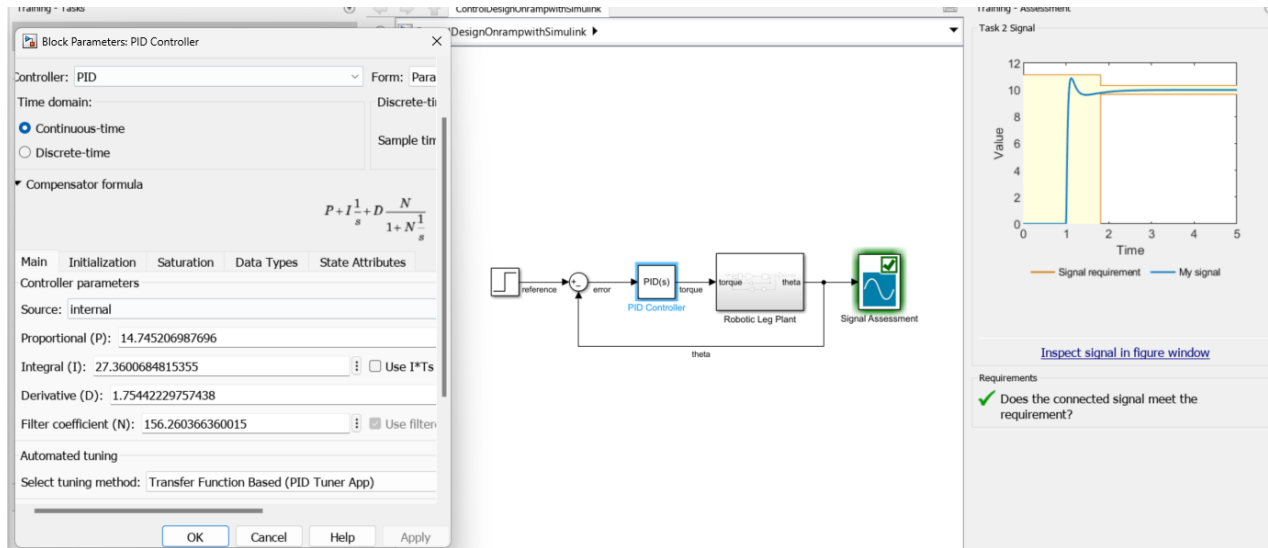 Training - Tasks
ControlDesignOnrampwithSimulink
Training - Assessment
Block Parameters: PID Controller
DesignOnrampwithSimulink
Task 2 Signal
Controller: PID
Form: Para
Time domain:
Discrete-ti
Continuous-time
Discrete-time
Sample tim
Compensator formula
P+I 1/s +D N/(1+N 1/s)
Main Initialization Saturation Data Types State Attributes
Controller parameters
Source: internal
Proportional (P): 14.745206987696
Integral (I): 27.3600684815355
Use I*Ts
Derivative (D): 1.75442229757438
Filter coefficient (N): 156.260366360015
Use filter
Automated tuning
Select tuning method: Transfer Function Based (PID Tuner App)
OK Cancel Help Apply
reference
+
error
PID(s)
torque
PID Controller
torque
theta
Robotic Leg Plant
Signal Assessment
theta
12
10
8
6
4
2
0
Value
0 1 2 3 4 5
Time
Signal requirement My signal
Inspect signal in figure window
Requirements
Does the connected signal meet the
requirement?